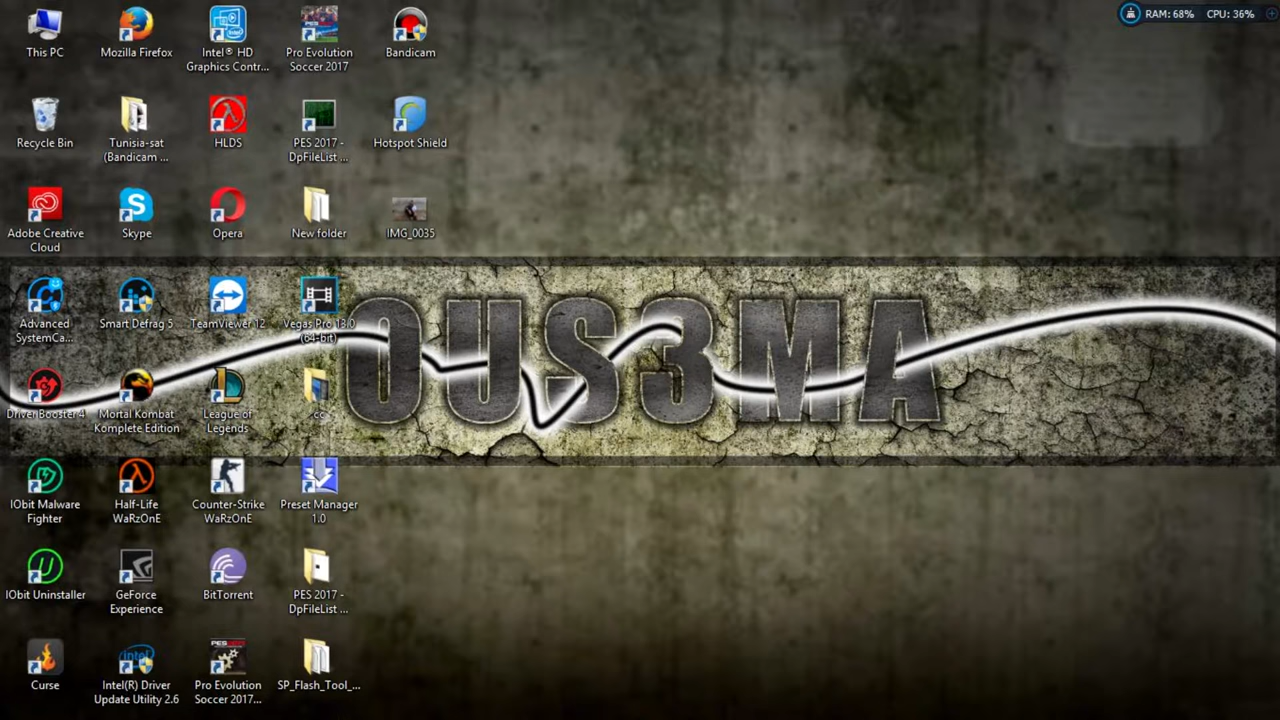 RAM: 68% CPU: 36%
This PC
Mozilla Firefox
Intel® HD
Graphics Contr...
Pro Evolution
Soccer 2017
Bandicam
Recycle Bin
Tunisia-sat
(Bandicam ...
HLDS
PES 2017 -
DpFileList ...
Hotspot Shield
Adobe Creative
Cloud
Skype
Opera
New folder
IMG_0035
Advanced
SystemCa...
Smart Defrag 5
TeamViewer 12
Vegas Pro 13.0
(64-bit)
OUS3MA
Driver Booster 4
Mortal Kombat
Komplete Edition
League of
Legends
.cc
IObit Malware
Fighter
Half-Life
WaRzOnE
Counter-Strike
WaRzOnE
Preset Manager
1.0
IObit Uninstaller
GeForce
Experience
BitTorrent
PES 2017 -
DpFileList ...
Curse
Intel(R) Driver
Update Utility 2.6
Pro Evolution
Soccer 2017...
SP_Flash_Tool_...